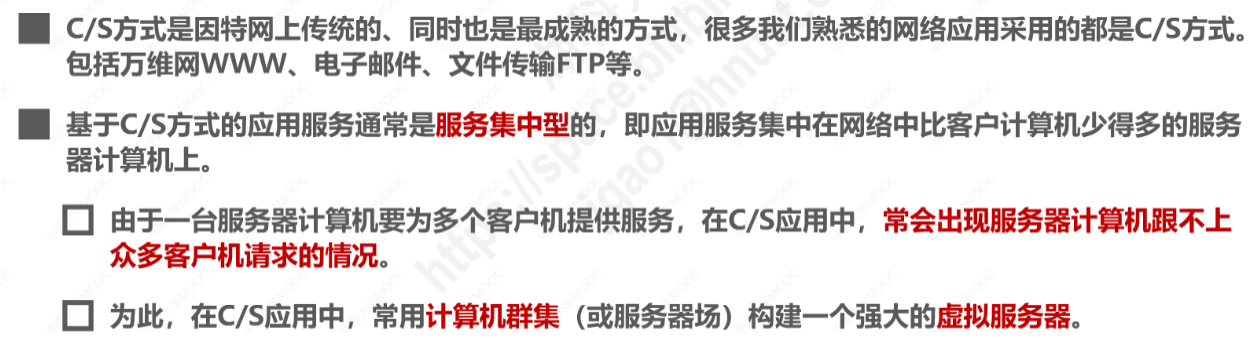 C/S方式是因特网上传统的、同时也是最成熟的方式，很多我们熟悉的网络应用采用的都是C/S方式。
包括万维网WWW、电子邮件、文件传输FTP等。
基于C/S方式的应用服务通常是服务集中型的，即应用服务集中在网络中比客户计算机少得多的服务
器计算机上。
由于一台服务器计算机要为多个客户机提供服务，在C/S应用中，常会出现服务器计算机跟不上
众多客户机请求的情况。
为此，在C/S应用中，常用计算机群集（或服务器场）构建一个强大的虚拟服务器。